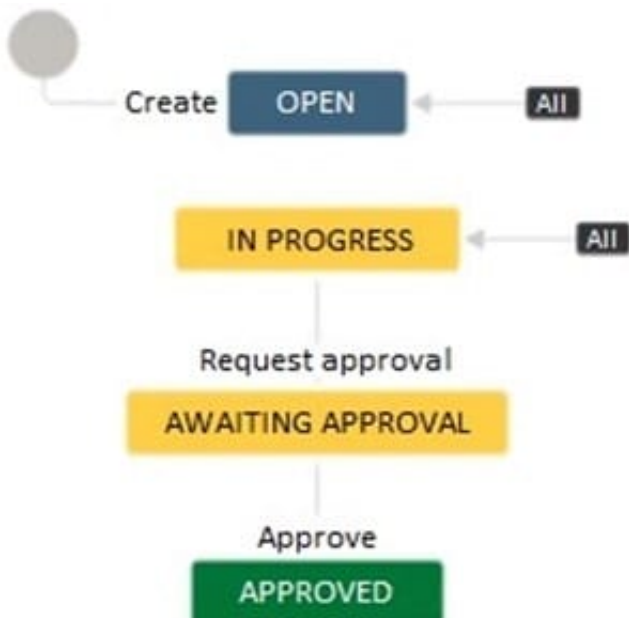 Create OPEN All
IN PROGRESS All
Request approval
AWAITING APPROVAL
Approve
APPROVED